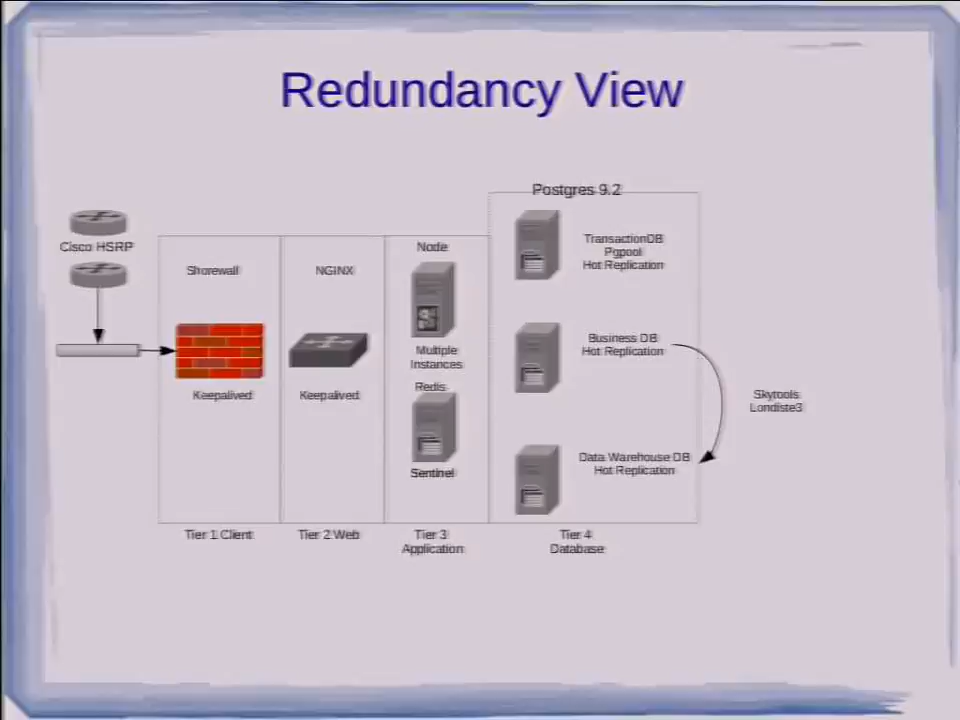 Redundancy View
Postgres 9.2
Cisco HSRP
Shorewall
NGINX
Node
TransactionDB
Pgpool
Hot Replication
Multiple
Instances
Business DB
Hot Replication
Keepalived
Keepalived
Redis
Sentinel
Skytools
Londiste3
Data Warehouse DB
Hot Replication
Tier 1 Client
Tier 2 Web
Tier 3
Application
Tier 4
Database